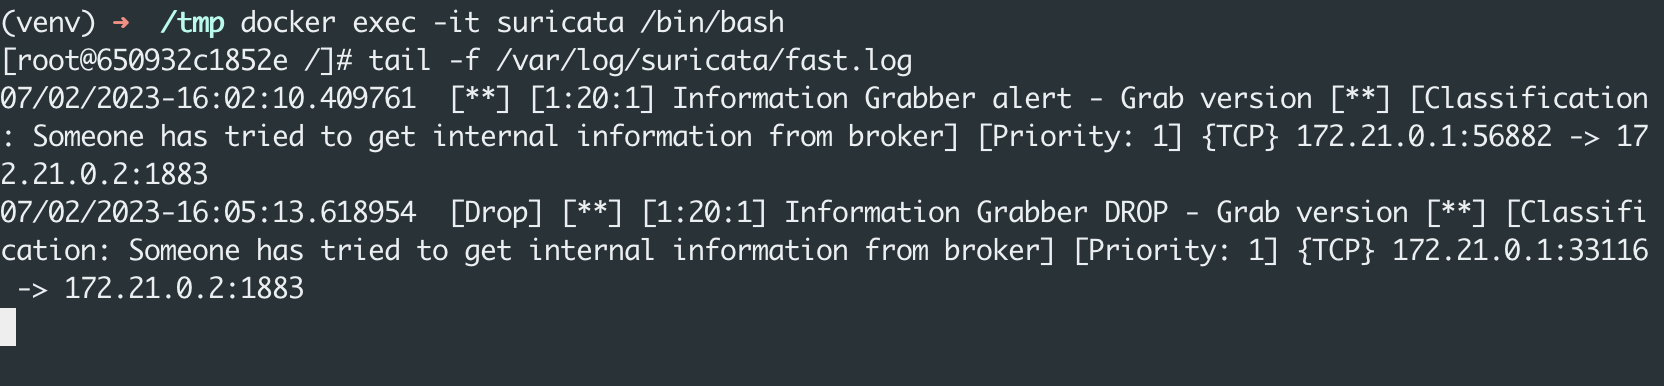 (venv) ➜  /tmp docker exec -it suricata /bin/bash
[root@650932c1852e /]# tail -f /var/log/suricata/fast.log
07/02/2023-16:02:10.409761  [**] [1:20:1] Information Grabber alert - Grab version [**] [Classification
: Someone has tried to get internal information from broker] [Priority: 1] {TCP} 172.21.0.1:56882 -> 17
2.21.0.2:1883
07/02/2023-16:05:13.618954  [Drop] [**] [1:20:1] Information Grabber DROP - Grab version [**] [Classifi
cation: Someone has tried to get internal information from broker] [Priority: 1] {TCP} 172.21.0.1:33116
 -> 172.21.0.2:1883